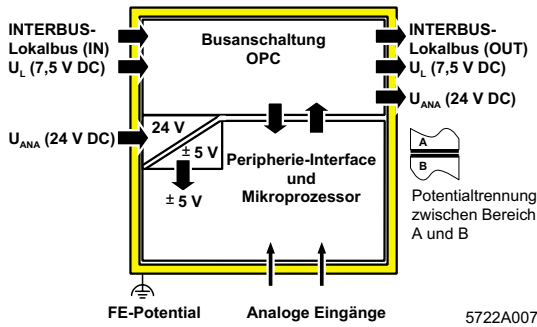 INTERBUS-
Lokalbus (IN)
U_L (7,5 V DC)
U_ANA (24 V DC)
Busanschaltung
OPC
INTERBUS-
Lokalbus (OUT)
U_L (7,5 V DC)
U_ANA (24 V DC)
24 V
± 5 V
± 5 V
Peripherie-Interface
und
Mikroprozessor
A
B
Potentialtrennung
zwischen Bereich
A und B
FE-Potential
Analoge Eingänge
5722A007